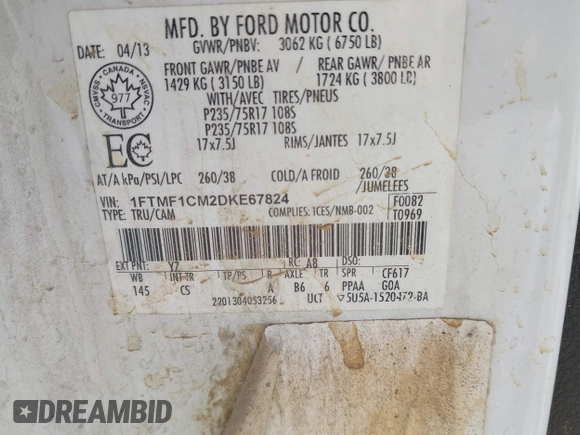 MFD. BY FORD MOTOR CO.
DATE: 04/13 GVWR/PNBV: 3062 KG ( 6750 LB)
FRONT GAWR/PNBE AV / REAR GAWR/ PNBE AR
1429 KG ( 3150 LB) 1724 KG ( 3800 LB)
WITH/AVEC TIRES/PNEUS
P235/75R17 108S
P235/75R17 108S
17x7.5J RIMS/JANTES 17x7.5J
CANADA
CMVSS NSVAC
977
TRANSPORT
EC
AT/A kPa/PSI/LPC 260/38 COLD/A FROID 260/38
/JUMELEES
VIN: 1FTMF1CM2DKE67824 F0082
TYPE: TRU/CAM COMPLIES: ICES/NMB-002 T0969
EXT PNT: YZ RC: A8 DSO:
WB INT TR TP/PS R AXLE TR SPR CF617
145 CS A B6 6 PPAA GOA
2201304053256 UCT ▽5U5A-1520472-BA
DREAMBID